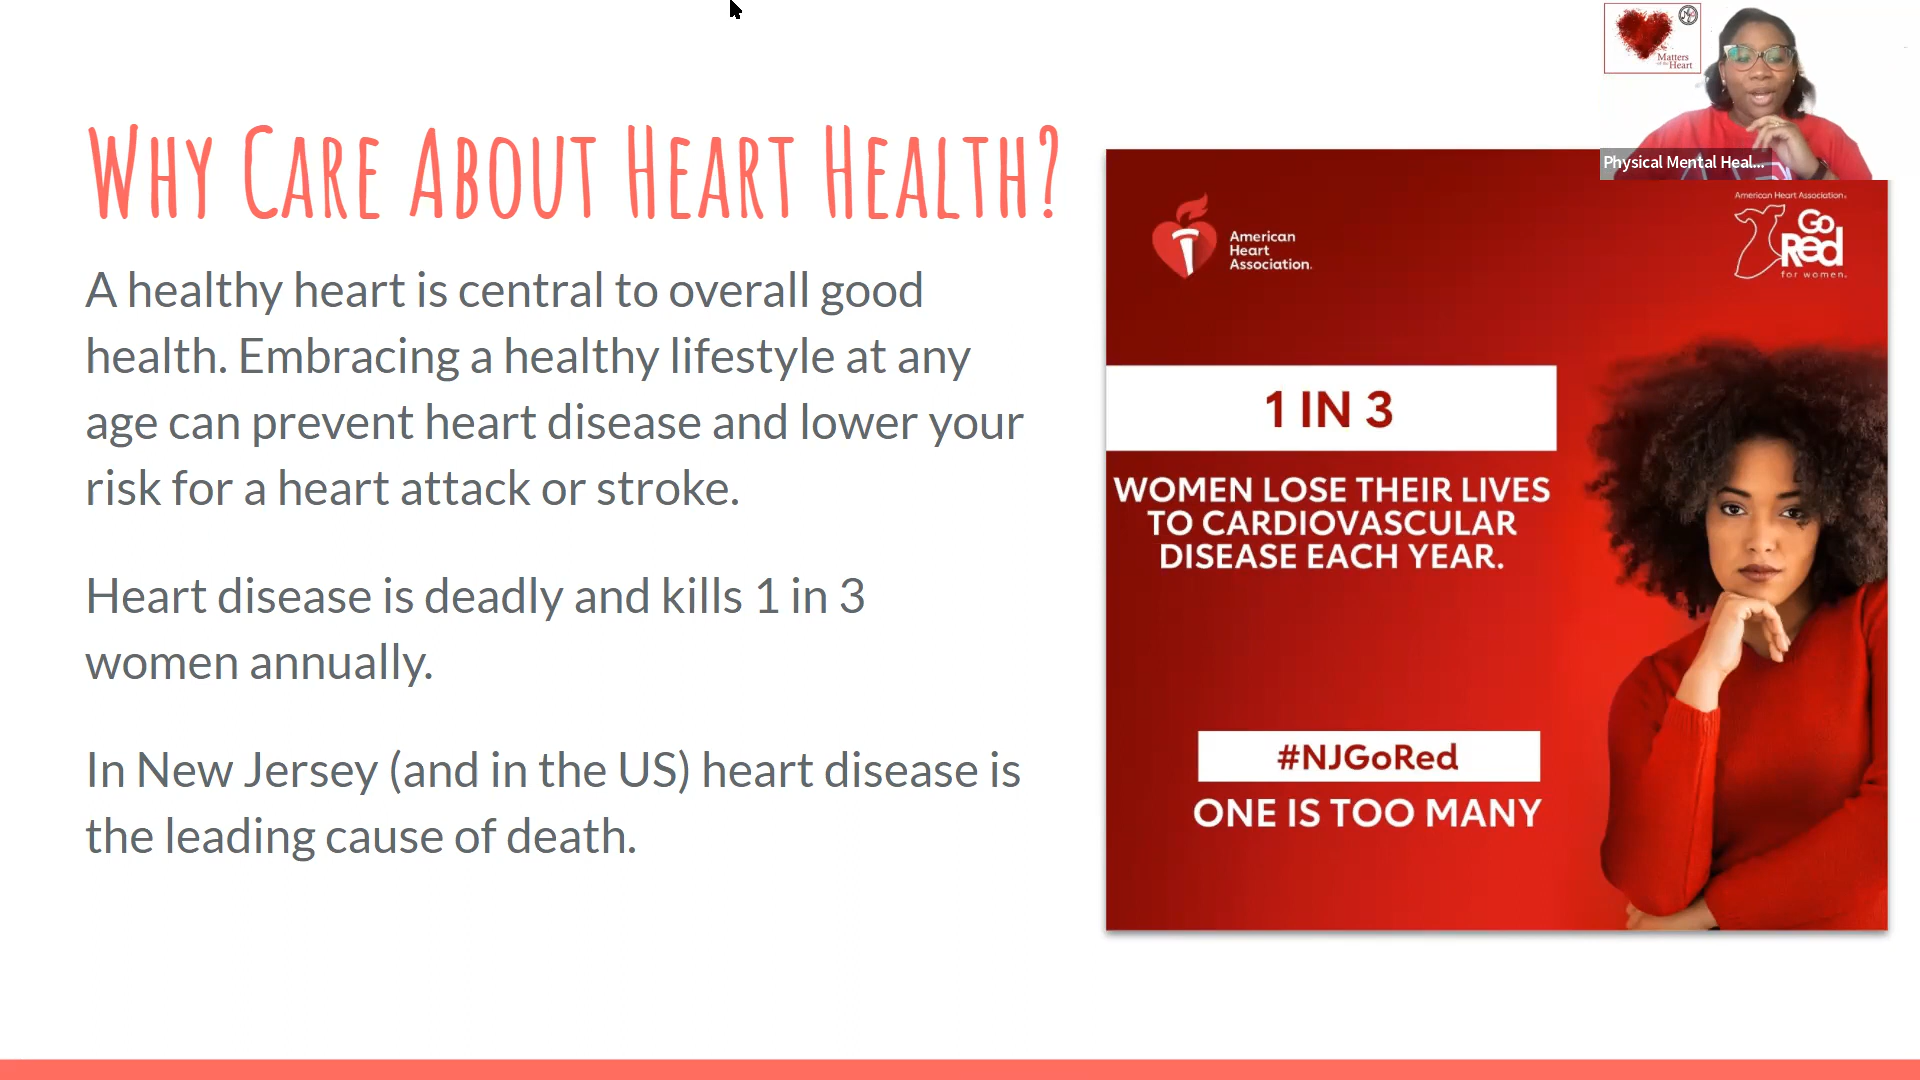 Matters
of the
Heart
Physical Mental Heal...
WHY CARE ABOUT HEART HEALTH?
A healthy heart is central to overall good
health. Embracing a healthy lifestyle at any
age can prevent heart disease and lower your
risk for a heart attack or stroke.
Heart disease is deadly and kills 1 in 3
women annually.
In New Jersey (and in the US) heart disease is
the leading cause of death.
American
Heart
Association.
American Heart Association.
Go
Red
for women.
1 IN 3
WOMEN LOSE THEIR LIVES
TO CARDIOVASCULAR
DISEASE EACH YEAR.
#NJGoRed
ONE IS TOO MANY